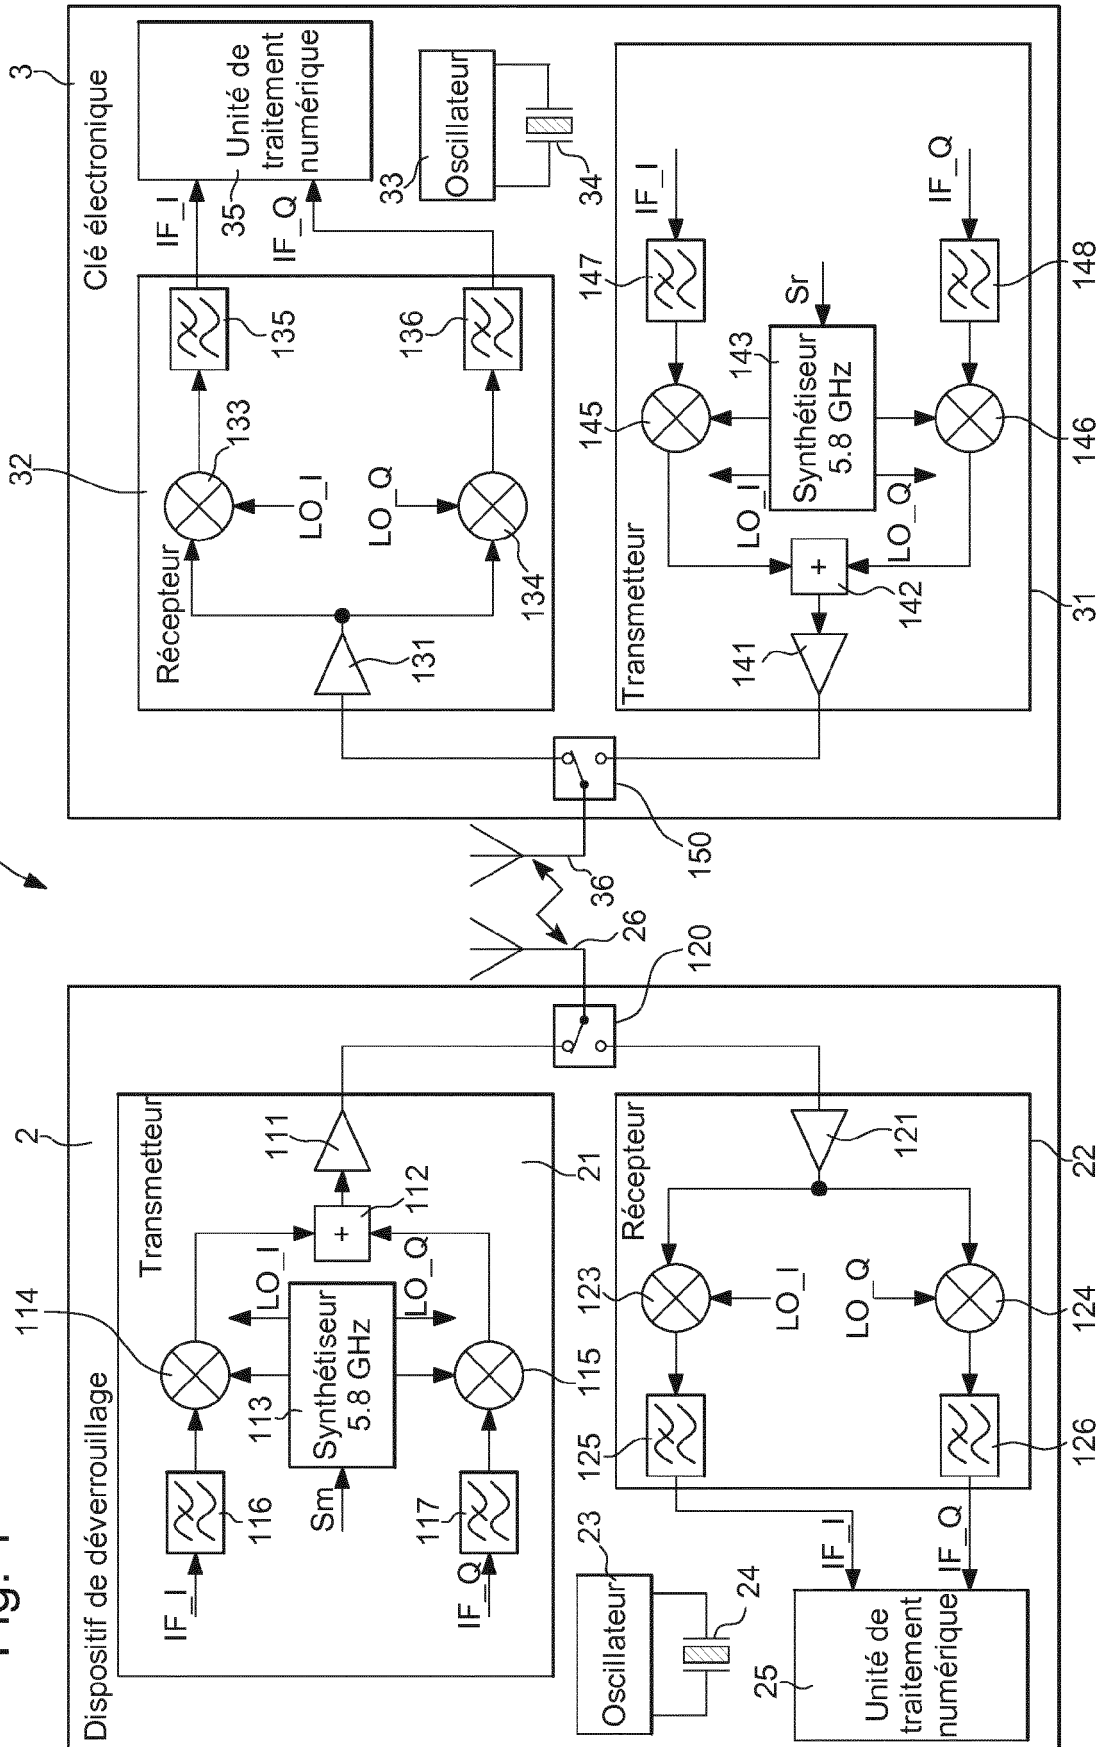 Fig. 1
Dispositif de déverrouillage
2
Transmetteur
21
114
IF_I
116
LO_I
111
Sm
113
Synthétiseur
5.8 GHz
+
112
LO_Q
IF_Q
117
115
Oscillateur
23
24
Récepteur
22
121
123
LO_I
125
LO_Q
124
126
IF_I
IF_Q
25
Unité de
traitement
numérique
120
26
36
150
3
Clé électronique
32
Récepteur
131
133
LO_I
135
IF_I
LO_Q
134
136
IF_Q
35
Unité de
traitement
numérique
33
Oscillateur
34
Transmetteur
31
141
+
142
LO_I
145
147
IF_I
143
Synthétiseur
5.8 GHz
Sr
LO_Q
146
148
IF_Q